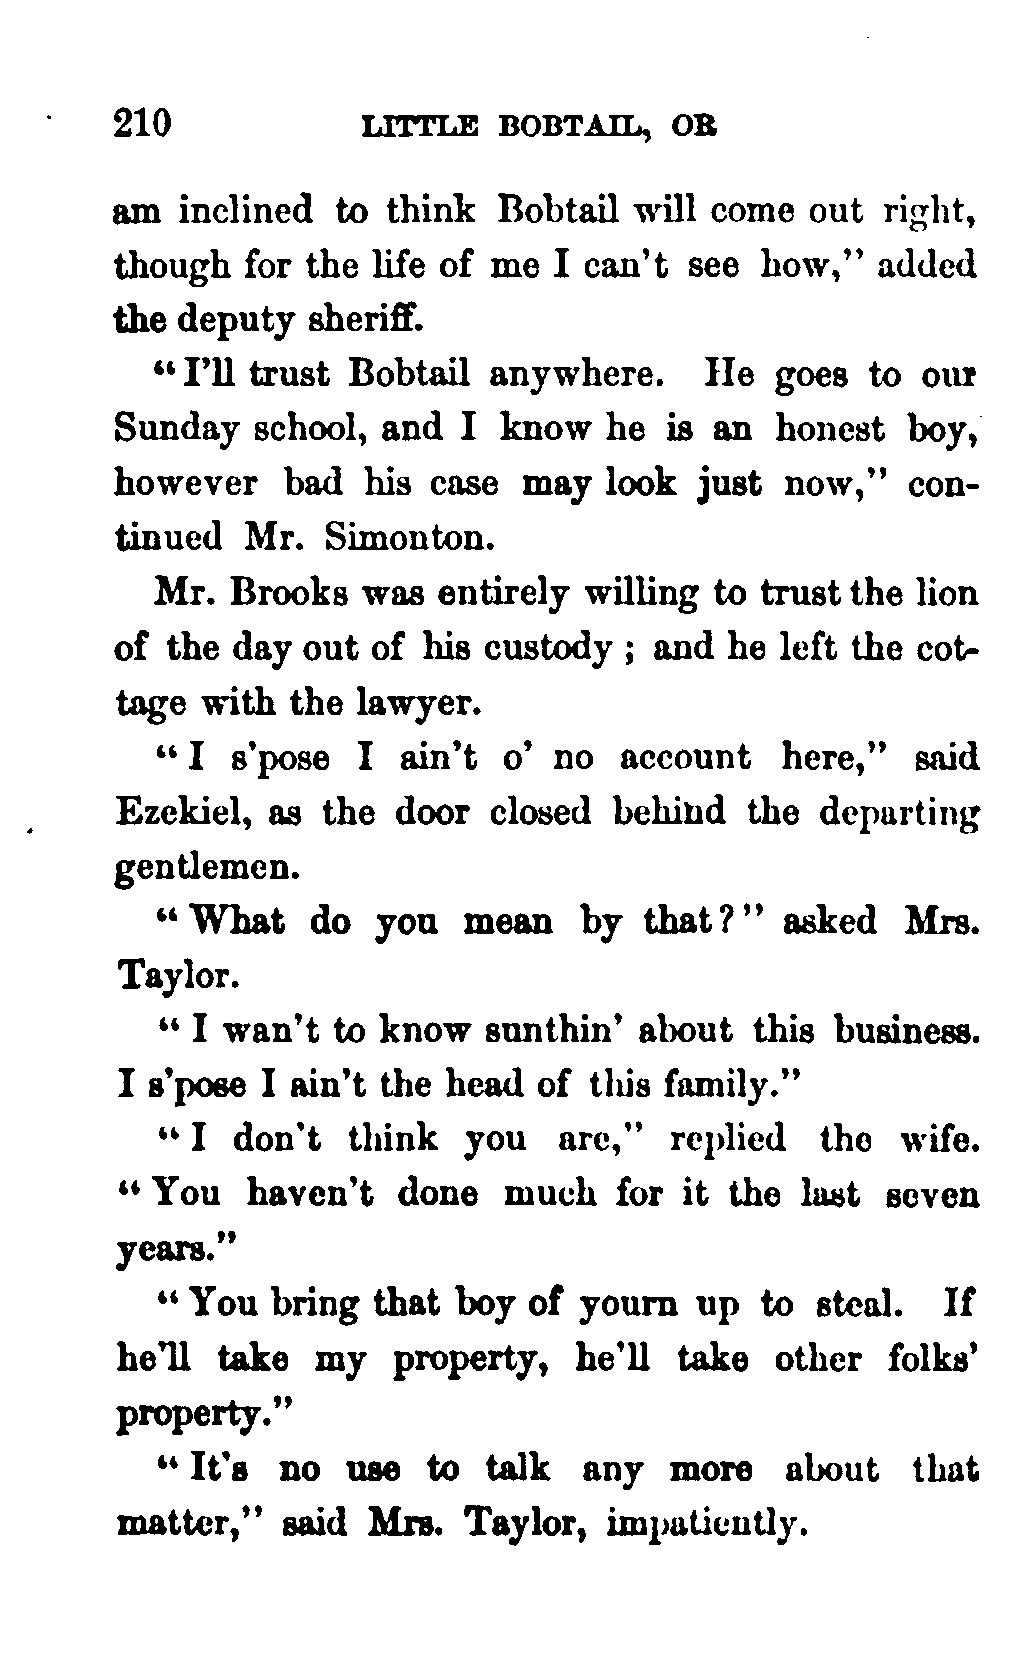 210 LITTLE BOBTAIL, OR
am inclined to think Bobtail will come out right,
though for the life of me I can't see how," added
the deputy sheriff.
"I'll trust Bobtail anywhere. He goes to our
Sunday school, and I know he is an honest boy,
however bad his case may look just now," con-
tinued Mr. Simonton.
Mr. Brooks was entirely willing to trust the lion
of the day out of his custody; and he left the cot-
tage with the lawyer.
"I s'pose I ain't o' no account here," said
Ezekiel, as the door closed behind the departing
gentlemen.
"What do you mean by that?" asked Mrs.
Taylor.
"I wan't to know sunthin' about this business.
I s'pose I ain't the head of this family."
"I don't think you are," replied the wife.
"You haven't done much for it the last seven
years."
"You bring that boy of yourn up to steal. If
he'll take my property, he'll take other folks'
property."
"It's no use to talk any more about that
matter," said Mrs. Taylor, impatiently.